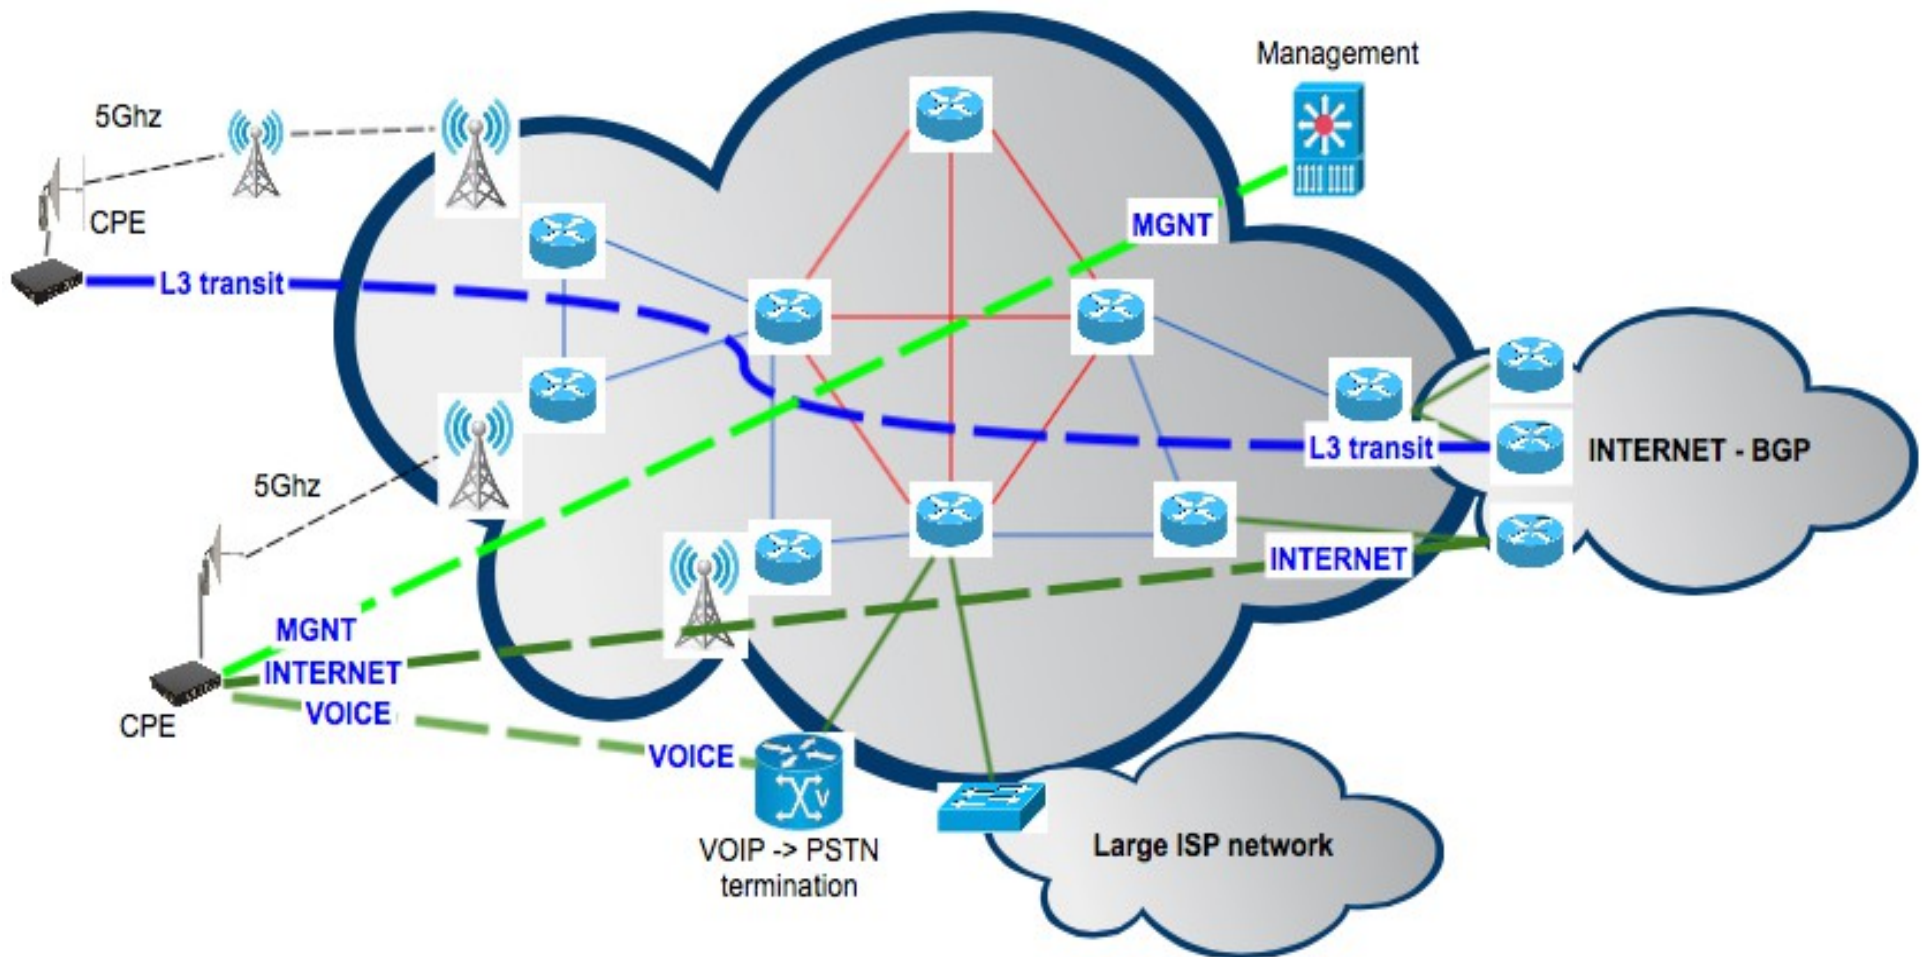 Management
5Ghz
CPE
MGNT
L3 transit
L3 transit
INTERNET - BGP
5Ghz
INTERNET
MGNT
INTERNET
VOICE
CPE
VOICE
V
VOIP -> PSTN
termination
Large ISP network